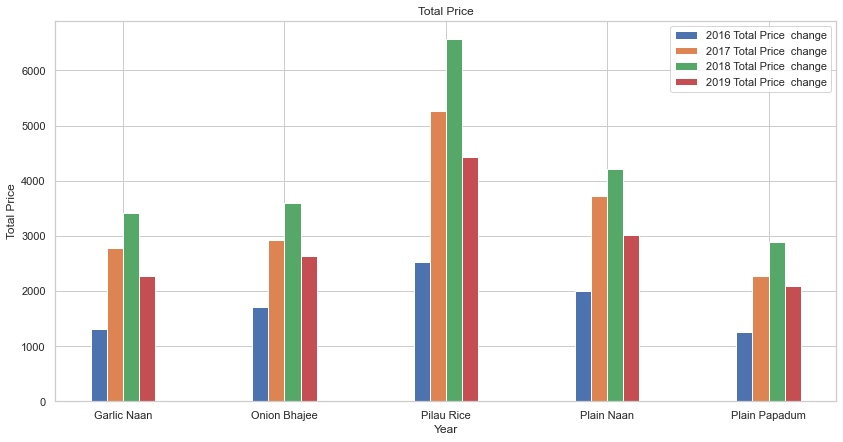 Total Price
2016 Total Price  change
2017 Total Price  change
2018 Total Price  change
2019 Total Price  change
Total Price
6000
5000
4000
3000
2000
1000
0
Garlic Naan Onion Bhajee Pilau Rice Plain Naan Plain Papadum
Year